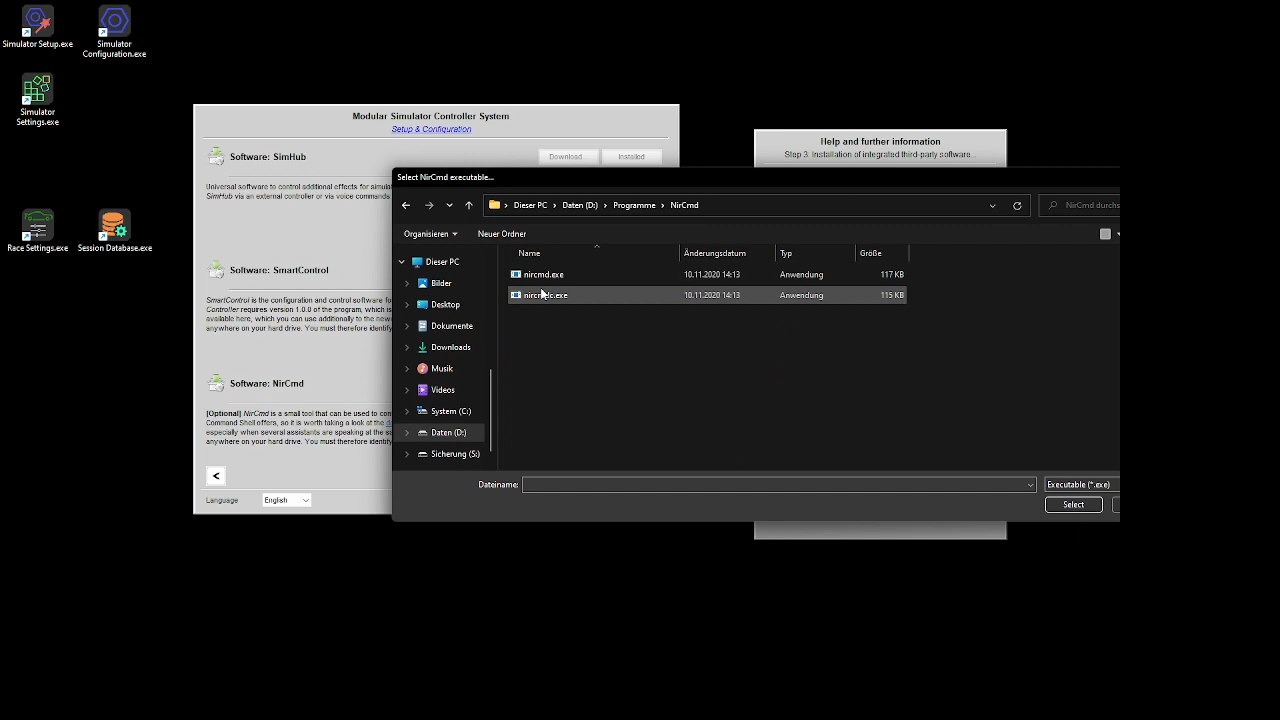 Simulator Setup.exe
Simulator
Configuration.exe
Simulator
Settings.exe
Race Settings.exe
Session Database.exe
Modular Simulator Controller System
Setup & Configuration
Software: SimHub
Download...
Installed
Universal software to control additional effects for simula
SimHub via an external controller or via voice commands.
Software: SmartControl
SmartControl is the configuration and control software fo
Controller requires version 1.0.0 of the program, which is
available here, which you can use additionally to the new
anywhere on your hard drive. You must therefore identify
Software: NirCmd
[Optional] NirCmd is a small tool that can be used to con
Command Shell offers, so it is worth taking a look at the d
especially when several assistants are speaking at the sa
anywhere on your hard drive. You must therefore identify
<
Language
English
Help and further information
Step 3: Installation of integrated third-party software...
Select NirCmd executable...
Dieser PC > Daten (D:) > Programme > NirCmd
NirCmd durchs
Organisieren
Neuer Ordner
Name
Änderungsdatum
Typ
Größe
nircmd.exe
10.11.2020 14:13
Anwendung
117 KB
nircmdc.exe
10.11.2020 14:13
Anwendung
115 KB
Dieser PC
Bilder
Desktop
Dokumente
Downloads
Musik
Videos
System (C:)
Daten (D:)
Sicherung (S:)
Dateiname:
Executable (*.exe)
Select